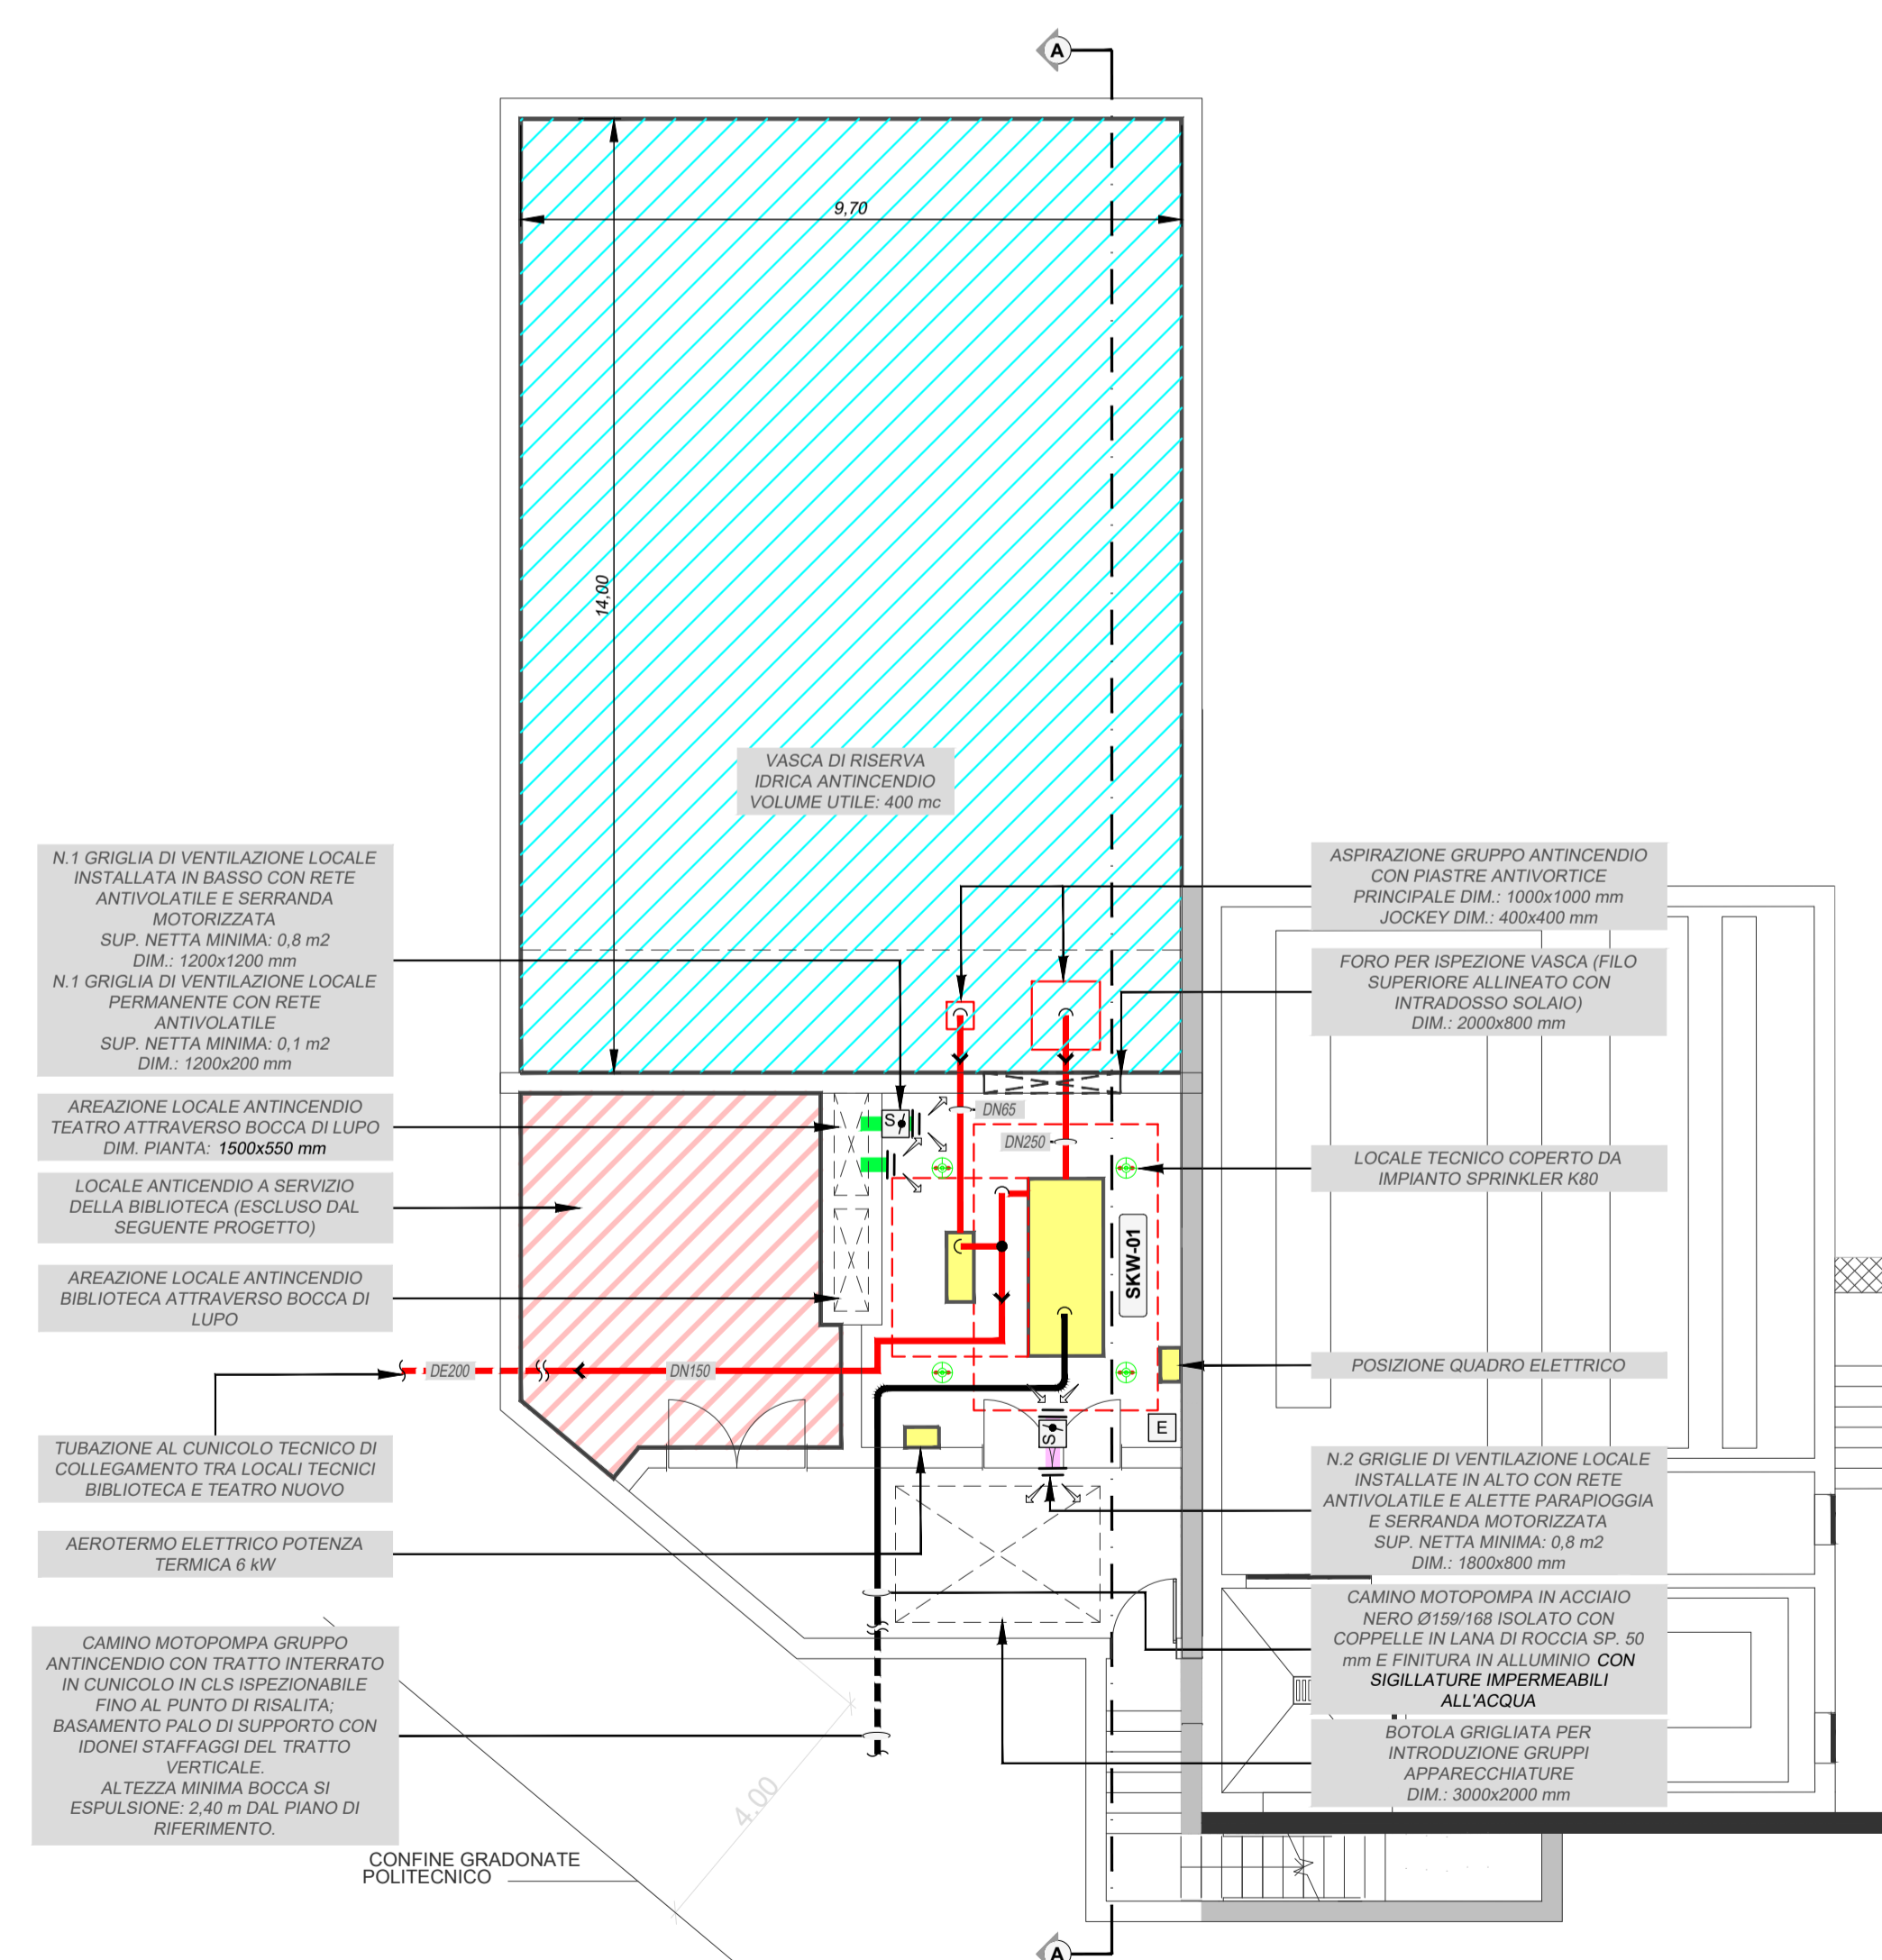 A
9,70
14,00
VASCA DI RISERVA
IDRICA ANTINCENDIO
VOLUME UTILE: 400 mc
N.1 GRIGLIA DI VENTILAZIONE LOCALE
INSTALLATA IN BASSO CON RETE
ANTIVOLATILE E SERRANDA
MOTORIZZATA
SUP. NETTA MINIMA: 0,8 m2
DIM.: 1200x1200 mm
N.1 GRIGLIA DI VENTILAZIONE LOCALE
PERMANENTE CON RETE
ANTIVOLATILE
SUP. NETTA MINIMA: 0,1 m2
DIM.: 1200x200 mm
AREAZIONE LOCALE ANTINCENDIO
TEATRO ATTRAVERSO BOCCA DI LUPO
DIM. PIANTA: 1500x550 mm
LOCALE ANTICENDIO A SERVIZIO
DELLA BIBLIOTECA (ESCLUSO DAL
SEGUENTE PROGETTO)
AREAZIONE LOCALE ANTINCENDIO
BIBLIOTECA ATTRAVERSO BOCCA DI
LUPO
TUBAZIONE AL CUNICOLO TECNICO DI
COLLEGAMENTO TRA LOCALI TECNICI
BIBLIOTECA E TEATRO NUOVO
AEROTERMO ELETTRICO POTENZA
TERMICA 6 kW
CAMINO MOTOPOMPA GRUPPO
ANTINCENDIO CON TRATTO INTERRATO
IN CUNICOLO IN CLS ISPEZIONABILE
FINO AL PUNTO DI RISALITA;
BASAMENTO PALO DI SUPPORTO CON
IDONEI STAFFAGGI DEL TRATTO
VERTICALE.
ALTEZZA MINIMA BOCCA SI
ESPULSIONE: 2,40 m DAL PIANO DI
RIFERIMENTO.
CONFINE GRADONATE
POLITECNICO
4.00
DE200
DN150
S
DN65
DN250
SKW-01
S
E
ASPIRAZIONE GRUPPO ANTINCENDIO
CON PIASTRE ANTIVORTICE
PRINCIPALE DIM.: 1000x1000 mm
JOCKEY DIM.: 400x400 mm
FORO PER ISPEZIONE VASCA (FILO
SUPERIORE ALLINEATO CON
INTRADOSSO SOLAIO)
DIM.: 2000x800 mm
LOCALE TECNICO COPERTO DA
IMPIANTO SPRINKLER K80
POSIZIONE QUADRO ELETTRICO
N.2 GRIGLIE DI VENTILAZIONE LOCALE
INSTALLATE IN ALTO CON RETE
ANTIVOLATILE E ALETTE PARAPIOGGIA
E SERRANDA MOTORIZZATA
SUP. NETTA MINIMA: 0,8 m2
DIM.: 1800x800 mm
CAMINO MOTOPOMPA IN ACCIAIO
NERO Ø159/168 ISOLATO CON
COPPELLE IN LANA DI ROCCIA SP. 50
mm E FINITURA IN ALLUMINIO CON
SIGILLATURE IMPERMEABILI
ALL'ACQUA
BOTOLA GRIGLIATA PER
INTRODUZIONE GRUPPI
APPARECCHIATURE
DIM.: 3000x2000 mm
A